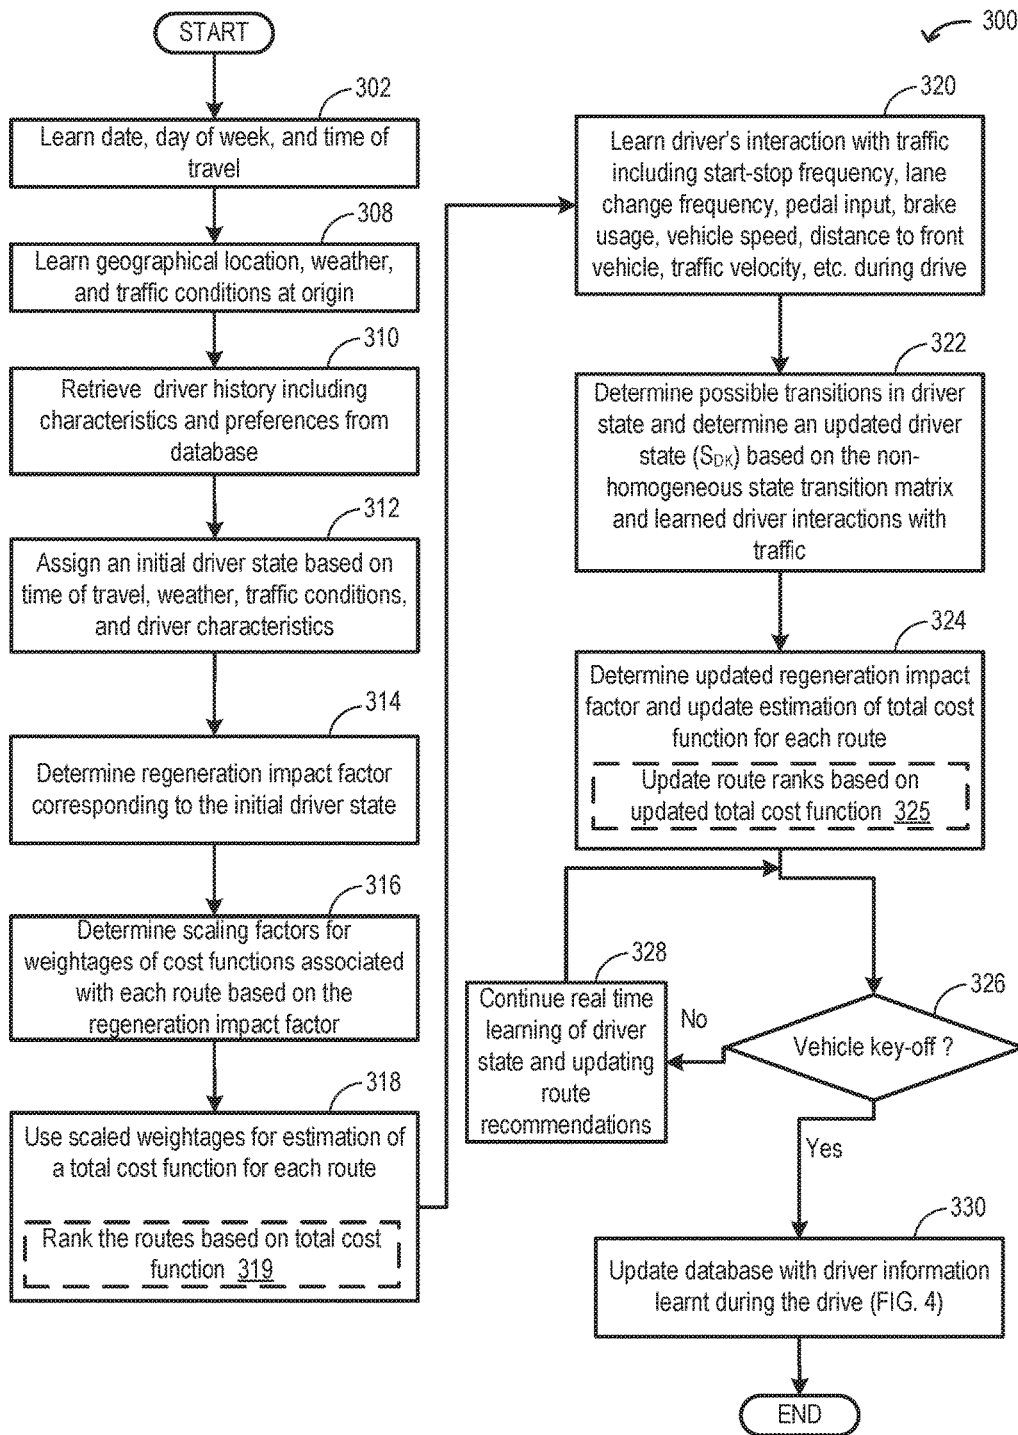 300
START
302
Learn date, day of week, and time of
travel
308
Learn geographical location, weather,
and traffic conditions at origin
310
Retrieve driver history including
characteristics and preferences from
database
312
Assign an initial driver state based on
time of travel, weather, traffic conditions,
and driver characteristics
314
Determine regeneration impact factor
corresponding to the initial driver state
316
Determine scaling factors for
weightages of cost functions associated
with each route based on the
regeneration impact factor
318
Use scaled weightages for estimation of
a total cost function for each route
Rank the routes based on total cost
function 319
320
Learn driver's interaction with traffic
including start-stop frequency, lane
change frequency, pedal input, brake
usage, vehicle speed, distance to front
vehicle, traffic velocity, etc. during drive
322
Determine possible transitions in driver
state and determine an updated driver
state (SDK) based on the non-
homogeneous state transition matrix
and learned driver interactions with
traffic
324
Determine updated regeneration impact
factor and update estimation of total cost
function for each route
Update route ranks based on
updated total cost function 325
326
Vehicle key-off ?
No
328
Continue real time
learning of driver
state and updating
route
recommendations
Yes
330
Update database with driver information
learnt during the drive (FIG. 4)
END